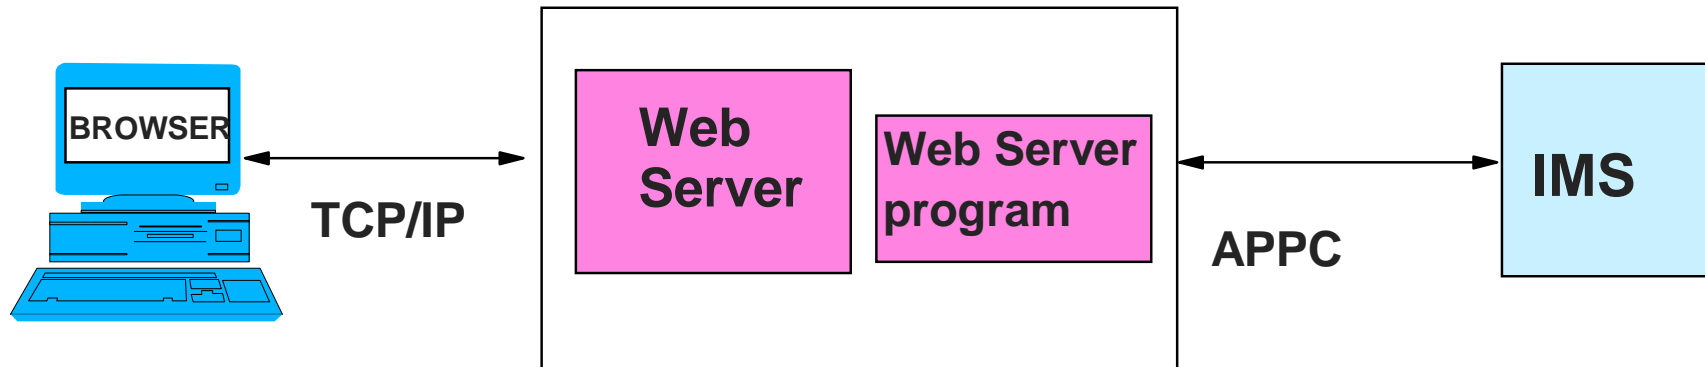 BROWSER
TCP/IP
Web
Server
Web Server
program
APPC
IMS